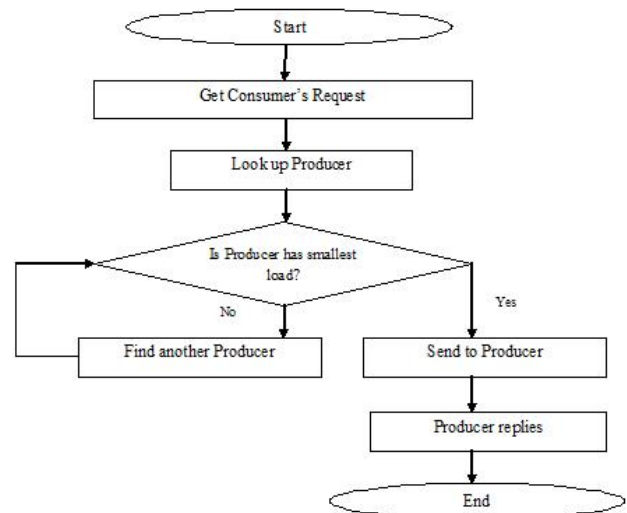 Start
Get Consumer's Request
Look up Producer
Is Producer has smallest
load?
No
Yes
Find another Producer
Send to Producer
Producer replies
End